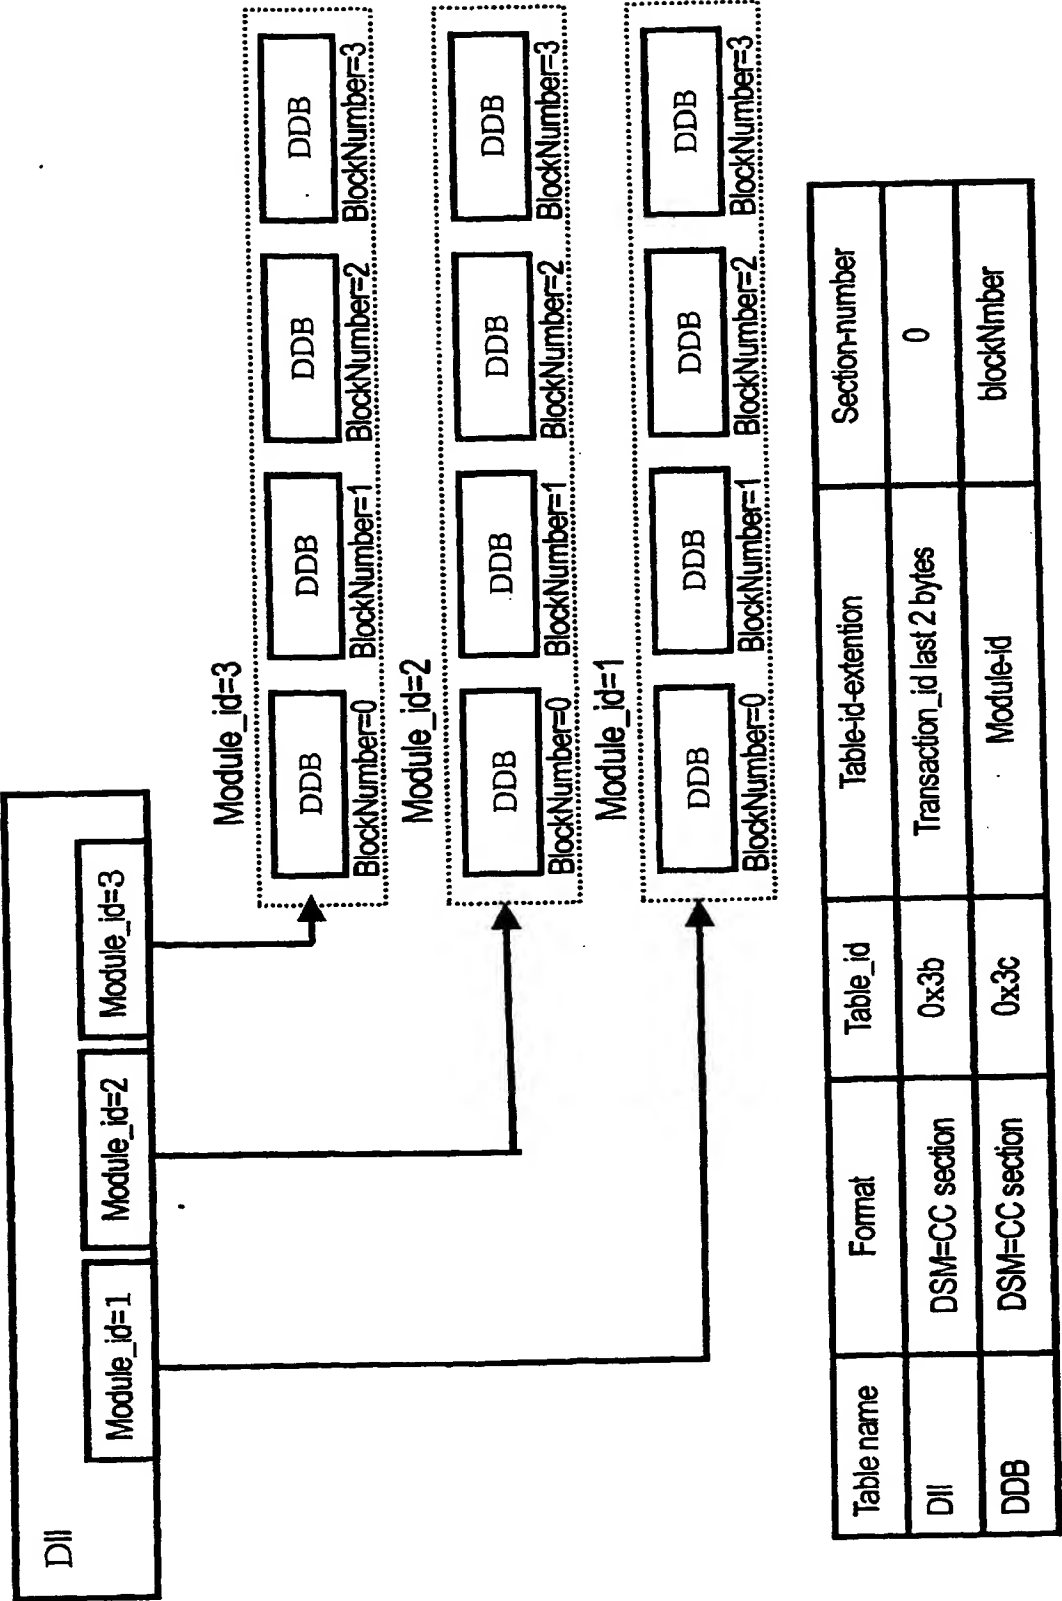 DII
Module_id=1
Module_id=2
Module_id=3
Module_id=3
DDB
DDB
DDB
DDB
BlockNumber=0
BlockNumber=1
BlockNumber=2
BlockNumber=3
Module_id=2
DDB
DDB
DDB
DDB
BlockNumber=0
BlockNumber=1
BlockNumber=2
BlockNumber=3
Module_id=1
DDB
DDB
DDB
DDB
BlockNumber=0
BlockNumber=1
BlockNumber=2
BlockNumber=3
Table name Format Table_id Table-id-extention Section-number
DII DSM=CC section 0x3b Transaction_id last 2 bytes 0
DDB DSM=CC section 0x3c Module-id blockNmber